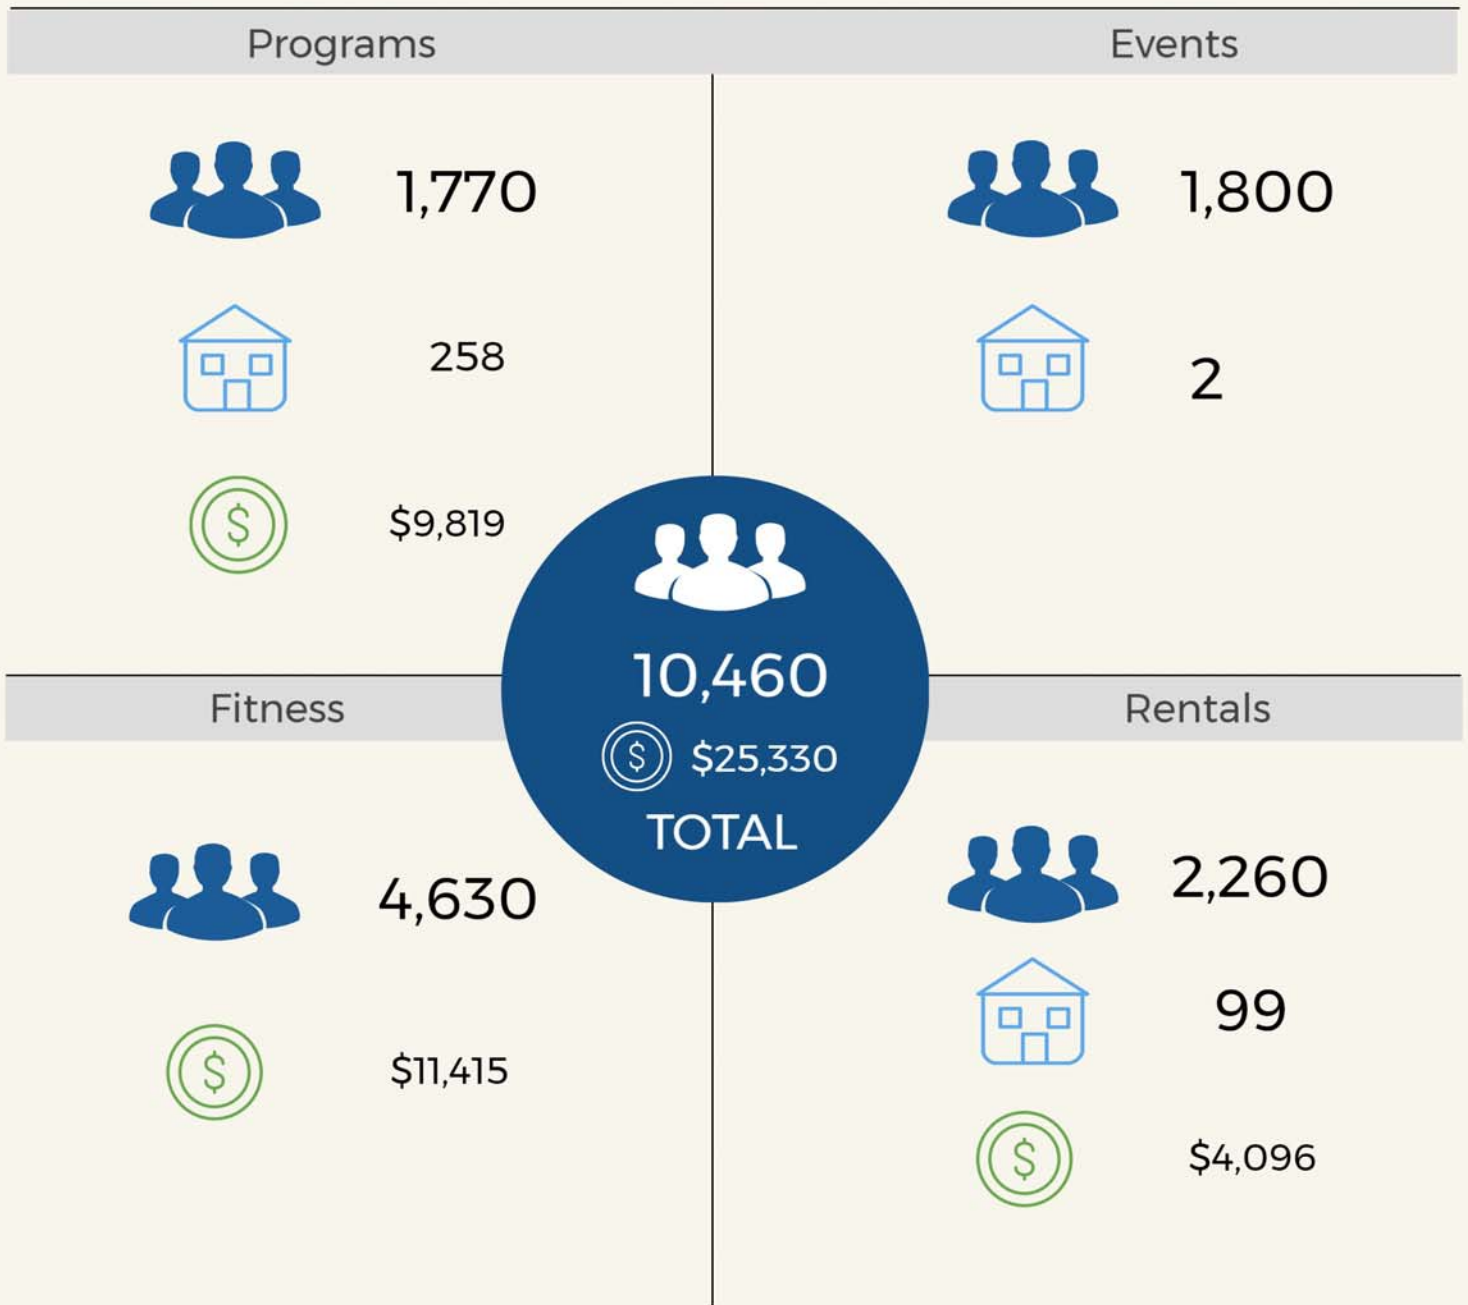 Programs
1,770
258
$9,819
Events
1,800
2
10,460
$25,330
TOTAL
Fitness
4,630
$11,415
Rentals
2,260
99
$4,096